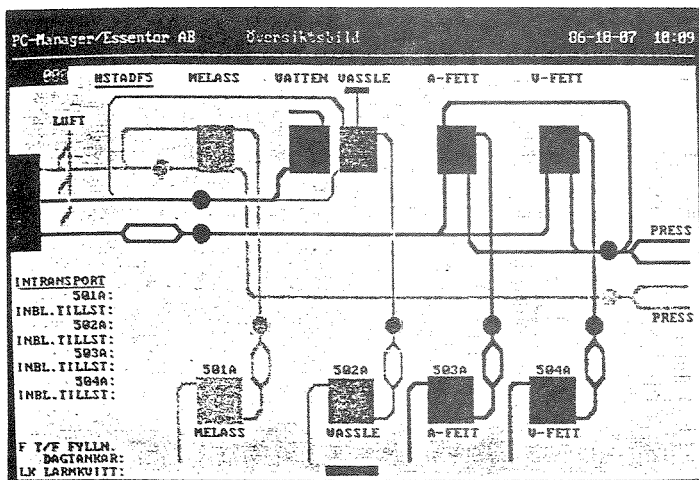 PC-Manager/Essentor AB Översiktsbild 86-10-07 10:09
HSTADFS MELASS VATTEN VASSLE A-FETT V-FETT
LUFT
PRESS
INTRANSPORT
501A:
INBL.TILLST:
502A:
INBL.TILLST:
503A:
INBL.TILLST:
504A:
INBL.TILLST:
PRESS
501A 502A 503A 504A
MELASS VASSLE A-FETT V-FETT
F T/F FYLLN.
DAGTANKAR:
LK LARMKVITT: